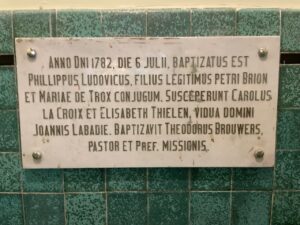 ANNO DNI 1782, DIE 6 JULII, BAPTIZATUS EST
PHILLIPPUS LUDOVICUS, FILIUS LEGITIMUS PETRI BRION
ET MARIAE DE TROX CONJUGUM. SUSCEPERUNT CAROLUS
LA CROIX ET ELISABETH THIELEN, VIDUA DOMINI
JOANNIS LABADIE. BAPTIZAVIT THEODORUS BROUWERS,
PASTOR ET PREF. MISSIONIS.